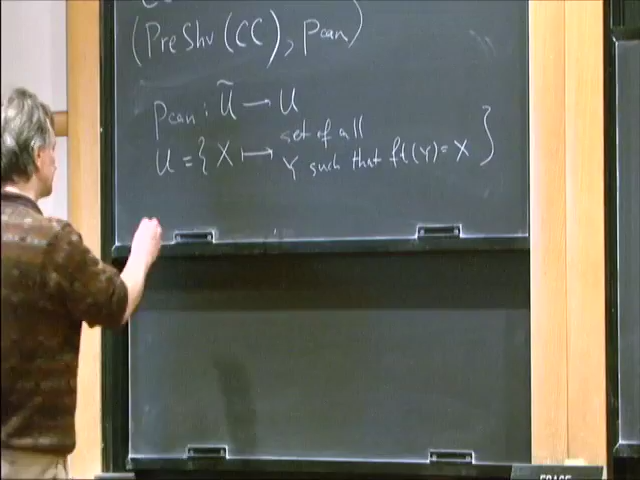 (PreShv(CC), pcan)
pcan : Ũ → U
U = { X ↦ set of all
Y such that ft(Y) = X }